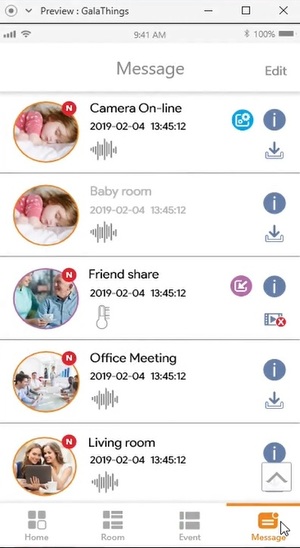 Preview : GalaThings
9:41 AM
100%
Message
Edit
N
Camera On-line
2019-02-04 13:45:12
i
Baby room
2019-02-04 13:45:12
i
N
Friend share
2019-02-04 13:45:12
i
N
Office Meeting
2019-02-04 13:45:12
i
N
Living room
2019-02-04 13:45:12
i
Home
Room
Event
Message